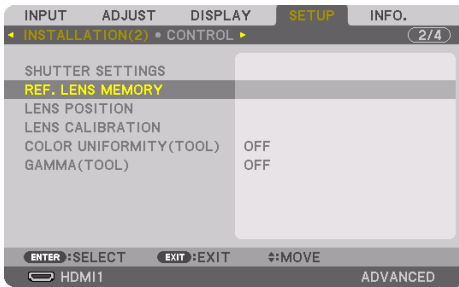 INPUT ADJUST DISPLAY SETUP INFO.
INSTALLATION(2) • CONTROL 2/4
SHUTTER SETTINGS
REF. LENS MEMORY
LENS POSITION
LENS CALIBRATION
COLOR UNIFORMITY(TOOL) OFF
GAMMA(TOOL) OFF
ENTER :SELECT EXIT :EXIT :MOVE
HDMI1 ADVANCED